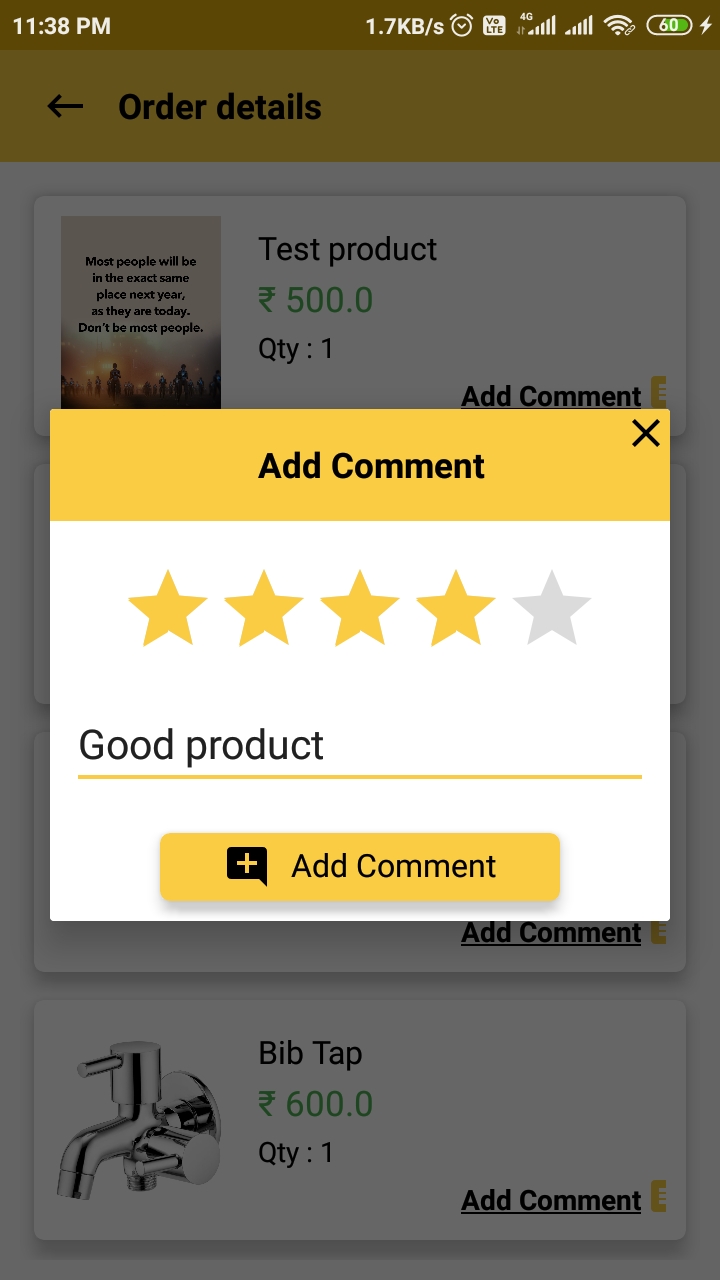 11:38 PM 1.7KB/s Vo LTE 4G 60
Order details
Most people will be
in the exact same
place next year,
as they are today.
Don't be most people.
Test product
₹ 500.0
Qty : 1
Add Comment
Add Comment
Good product
Add Comment
Add Comment
Bib Tap
₹ 600.0
Qty : 1
Add Comment